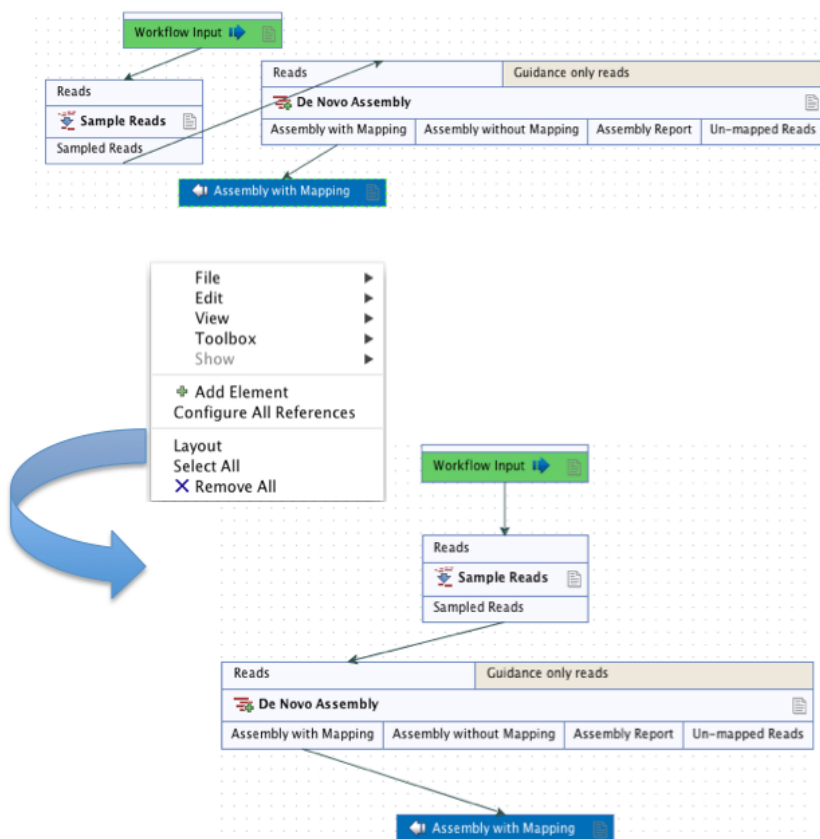 Workflow Input
Reads
Sample Reads
Sampled Reads
Reads Guidance only reads
De Novo Assembly
Assembly with Mapping Assembly without Mapping Assembly Report Un-mapped Reads
Assembly with Mapping
File
Edit
View
Toolbox
Show
Add Element
Configure All References
Layout
Select All
Remove All
Workflow Input
Reads
Sample Reads
Sampled Reads
Reads Guidance only reads
De Novo Assembly
Assembly with Mapping Assembly without Mapping Assembly Report Un-mapped Reads
Assembly with Mapping